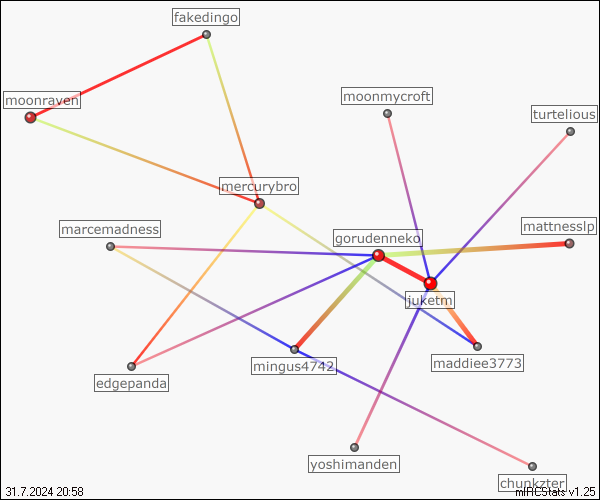 fakedingo
moonraven
moonmycroft
turtelious
mercurybro
marcemadness
mattnesslp
gorudenneko
juketm
mingus4742
maddiee3773
edgepanda
yoshimanden
chunkzter
31.7.2024 20:58
mIRCStats v1.25